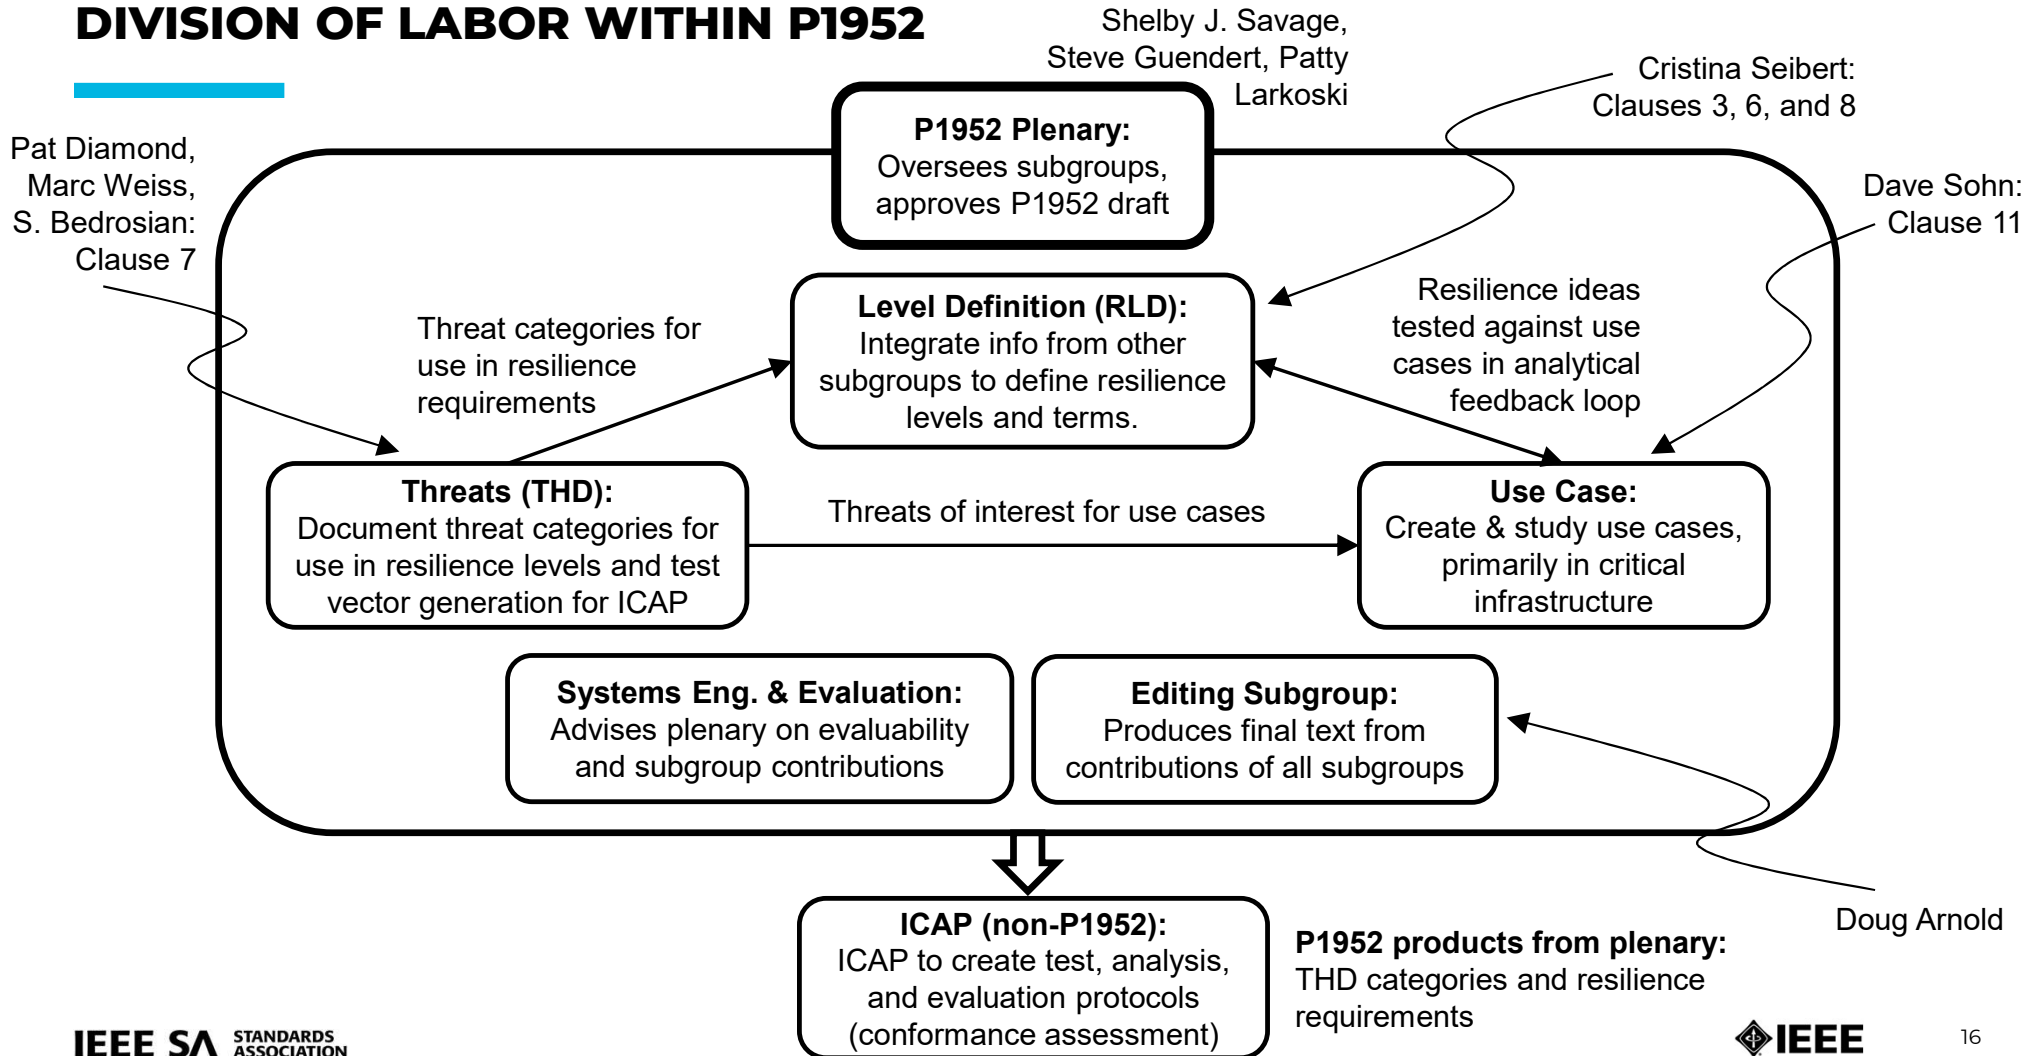 DIVISION OF LABOR WITHIN P1952
Shelby J. Savage,
Steve Guendert, Patty
Larkoski
Cristina Seibert:
Clauses 3, 6, and 8
Pat Diamond,
Marc Weiss,
S. Bedrosian:
Clause 7
P1952 Plenary:
Oversees subgroups,
approves P1952 draft
Dave Sohn:
Clause 11
Threat categories for
use in resilience
requirements
Level Definition (RLD):
Integrate info from other
subgroups to define resilience
levels and terms.
Resilience ideas
tested against use
cases in analytical
feedback loop
Threats (THD):
Document threat categories for
use in resilience levels and test
vector generation for ICAP
Threats of interest for use cases
Use Case:
Create & study use cases,
primarily in critical
infrastructure
Systems Eng. & Evaluation:
Advises plenary on evaluability
and subgroup contributions
Editing Subgroup:
Produces final text from
contributions of all subgroups
Doug Arnold
ICAP (non-P1952):
ICAP to create test, analysis,
and evaluation protocols
(conformance assessment)
P1952 products from plenary:
THD categories and resilience
requirements
IEEE SA STANDARDS
ASSOCIATION
IEEE
16